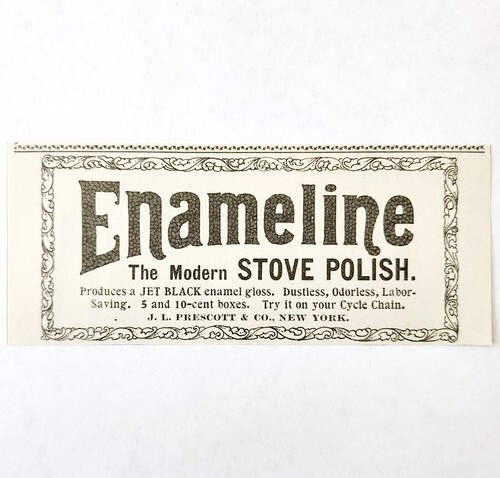 Enameline
The Modern STOVE POLISH.
Produces a JET BLACK enamel gloss. Dustless, Odorless, Labor-
Saving. 5 and 10-cent boxes. Try it on your Cycle Chain.
J. L. PRESCOTT & CO., NEW YORK.